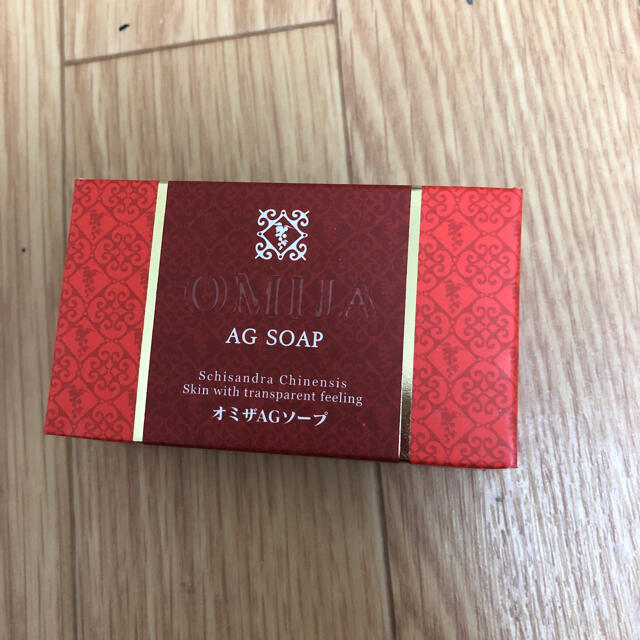 OMIJA
AG SOAP
Schisandra Chinensis
Skin with transparent feeling
オミザAGソープ